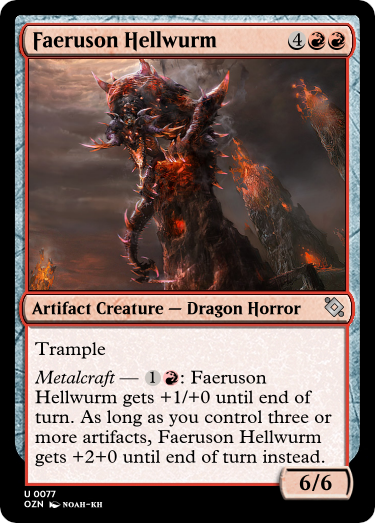 Faeruson Hellwurm 4
Artifact Creature — Dragon Horror
Trample
Metalcraft — 1 : Faeruson
Hellwurm gets +1/+0 until end of
turn. As long as you control three or
more artifacts, Faeruson Hellwurm
gets +2+0 until end of turn instead.
6/6
U 0077
OZN NOAH-KH